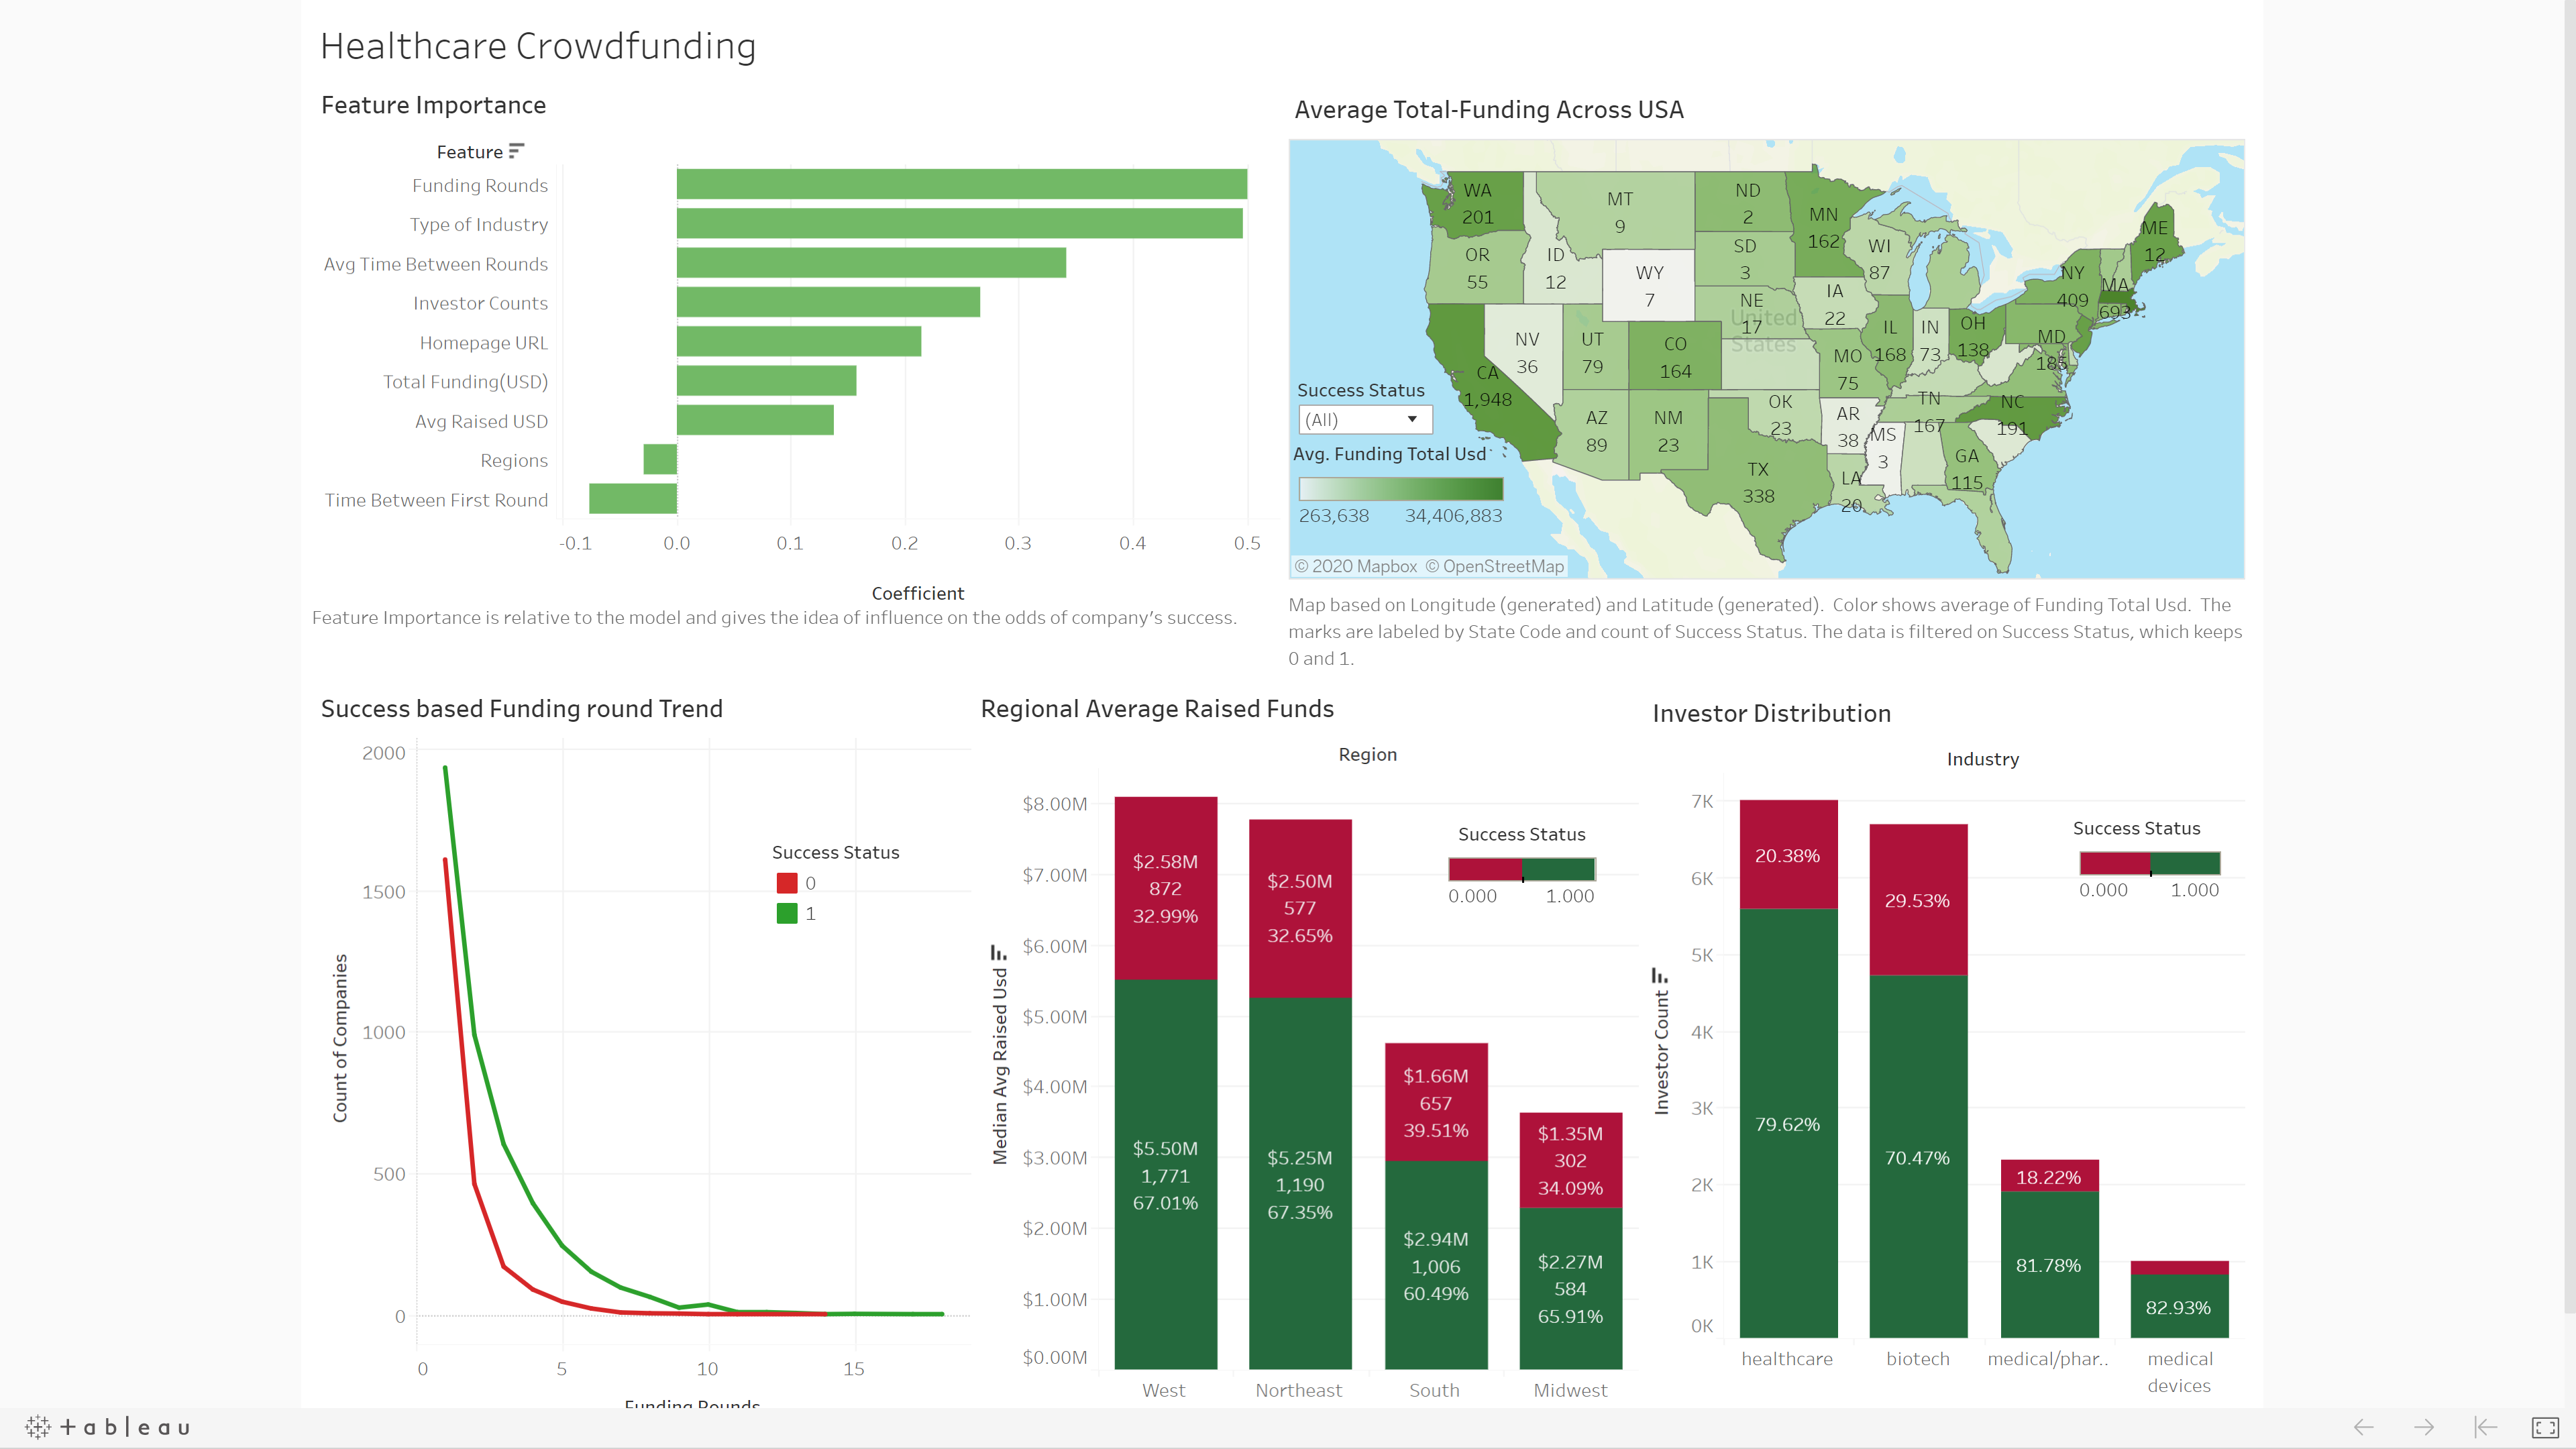 Healthcare Crowdfunding
Feature Importance
Feature
Funding Rounds
Type of Industry
Avg Time Between Rounds
Investor Counts
Homepage URL
Total Funding(USD)
Avg Raised USD
Regions
Time Between First Round
-0.1 0.0 0.1 0.2 0.3 0.4 0.5
Coefficient
Feature Importance is relative to the model and gives the idea of influence on the odds of company's success.
Average Total-Funding Across USA
WA
201
MT
9
ND
2
MN
162
ME
12
OR
55
ID
12
WY
7
SD
3
WI
87
NY
409
MA
693
NE
17
IA
22
United
States
NV
36
UT
79
CO
164
IL
168
IN
73
OH
138
MD
185
MO
75
CA
1,948
AZ
89
NM
23
OK
23
AR
38
TN
167
NC
191
MS
3
GA
115
TX
338
LA
20
Success Status
(All)
Avg. Funding Total Usd
263,638 34,406,883
© 2020 Mapbox © OpenStreetMap
Map based on Longitude (generated) and Latitude (generated). Color shows average of Funding Total Usd. The
marks are labeled by State Code and count of Success Status. The data is filtered on Success Status, which keeps
0 and 1.
Success based Funding round Trend
Count of Companies
2000
1500
1000
500
0
0 5 10 15
Funding Rounds
Success Status
0
1
Regional Average Raised Funds
Region
Median Avg Raised Usd
$8.00M
$7.00M
$6.00M
$5.00M
$4.00M
$3.00M
$2.00M
$1.00M
$0.00M
$2.58M
872
32.99%
$5.50M
1,771
67.01%
$2.50M
577
32.65%
$5.25M
1,190
67.35%
$1.66M
657
39.51%
$2.94M
1,006
60.49%
$1.35M
302
34.09%
$2.27M
584
65.91%
Success Status
0.000 1.000
West Northeast South Midwest
Investor Distribution
Industry
Investor Count
7K
6K
5K
4K
3K
2K
1K
0K
20.38%
79.62%
29.53%
70.47%
18.22%
81.78%
82.93%
Success Status
0.000 1.000
healthcare biotech medical/phar.. medical
devices
+ a b l e a u